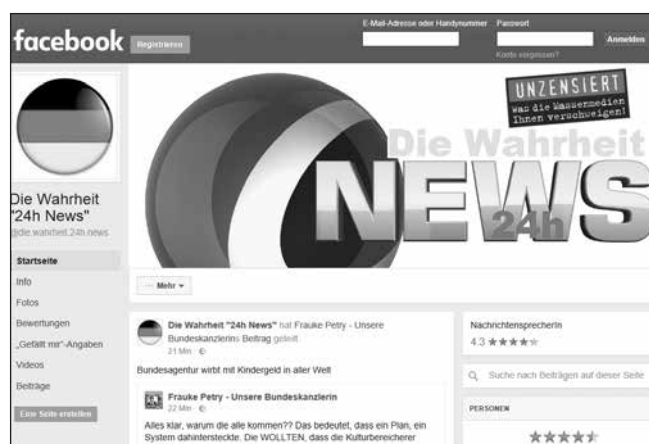 facebook
Registrieren
E-Mail-Adresse oder Handynummer
Passwort
Anmelden
Konto vergessen?
UNZENSIERT
Was die Massenmedien
Ihnen verschweigen!
Die Wahrheit
NEWS
24h
Die Wahrheit
"24h News"
@die.wahrheit.24h.news
Startseite
Info
Fotos
Bewertungen
„Gefällt mir"-Angaben
Videos
Beiträge
Eine Seite erstellen
Mehr
Die Wahrheit "24h News" hat Frauke Petry - Unsere
Bundeskanzlerins Beitrag geteilt
21 Min ·
Bundesagentur wirbt mit Kindergeld in aller Welt
Frauke Petry - Unsere Bundeskanzlerin
22 Min ·
Alles klar, warum die alle kommen?? Das bedeutet, dass ein Plan, ein
System dahintersteckte. Die WOLLTEN, dass die Kulturbereicherer
NachrichtensprecherIn
4.3 ★★★★★
Suche nach Beiträgen auf dieser Seite
PERSONEN